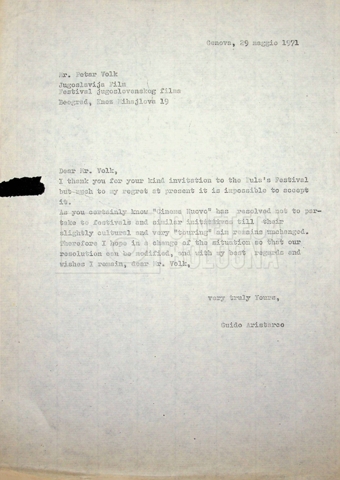 Genova, 29 maggio 1971
Mr. Petar Volk
Jugoslavija Film
Festival jugoslovenskog filma
Beograd, Knez Mihajlova 19
Dear Mr. Volk,
I thank you for your kind invitation to the Pula's Festival
but to my regret at present it is impossible to accept
it.
As you certainly know "Cinema Nuovo" has resolved not to par-
take to festivals and similar till their
slightly cultural and very "touring" aim remains unchanged.
Therefore I hope in a change of the situation so that our
resolution can be modified, and with my best regards and
wishes I remain, dear Mr. Volk,
very truly Yours,
Guido Aristarco